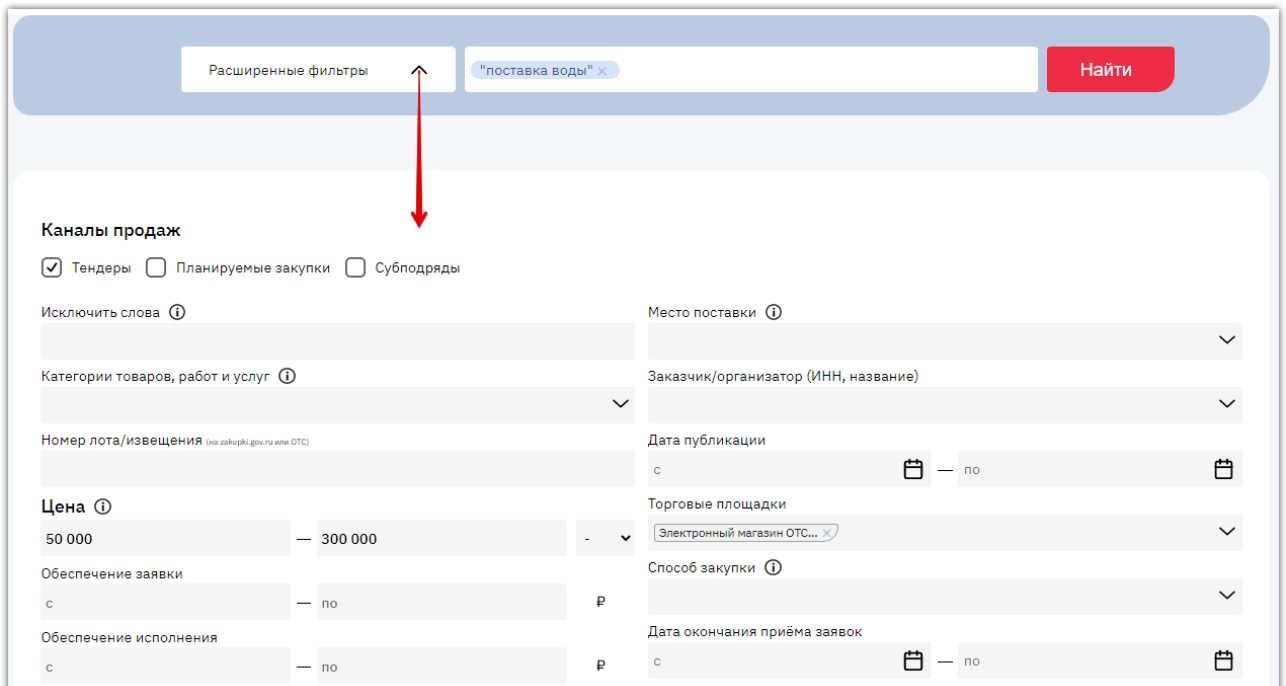 Расширенные фильтры
"поставка воды" ×
Найти
Каналы продаж
Тендеры Планируемые закупки Субподряды
Исключить слова
Место поставки
Категории товаров, работ и услуг
Заказчик/организатор (ИНН, название)
Номер лота/извещения (на zakupki.gov.ru или ОТС)
Дата публикации
с — по
Цена
50 000 — 300 000 -
Торговые площадки
Электронный магазин ОТС... ×
Обеспечение заявки
с — по ₽
Способ закупки
Обеспечение исполнения
с — по ₽
Дата окончания приёма заявок
с — по